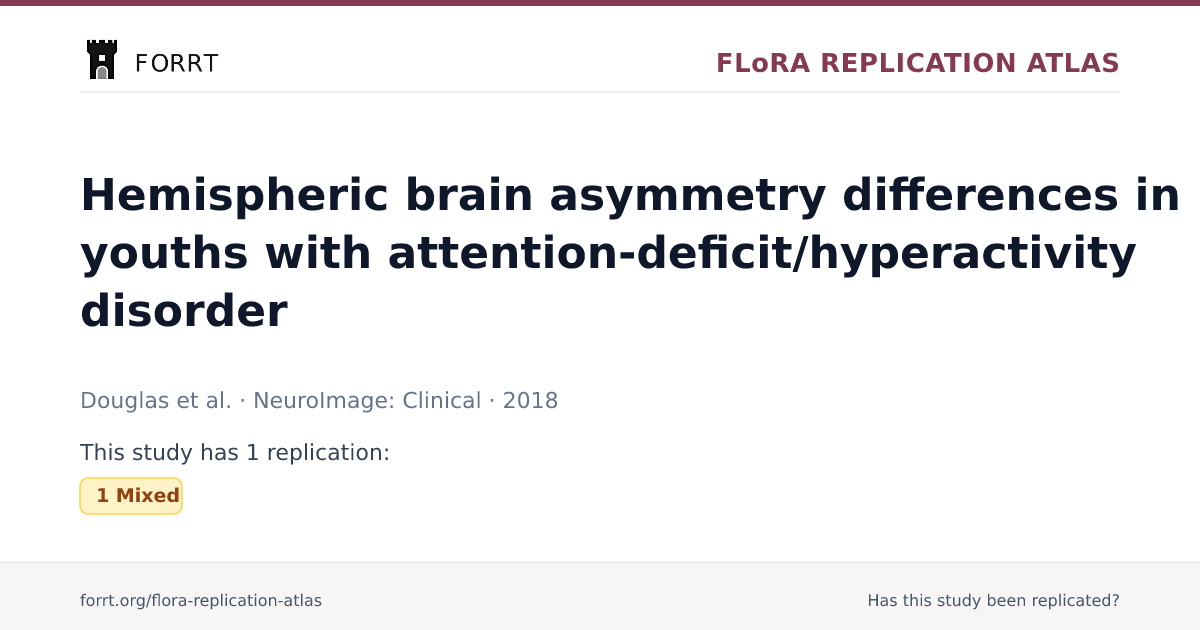 FORRT
FLoRA REPLICATION ATLAS
Hemispheric brain asymmetry differences in
youths with attention-deficit/hyperactivity
disorder
Douglas et al. · NeuroImage: Clinical · 2018
This study has 1 replication:
1 Mixed
forrt.org/flora-replication-atlas
Has this study been replicated?